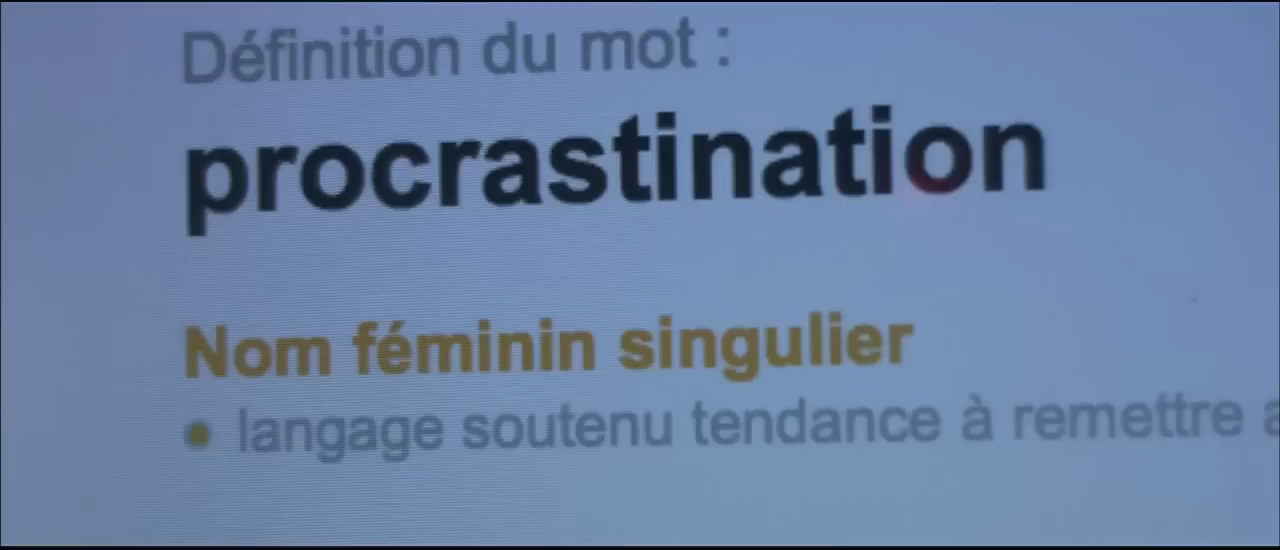 Définition du mot :
procrastination
Nom féminin singulier
• langage soutenu tendance à remettre a